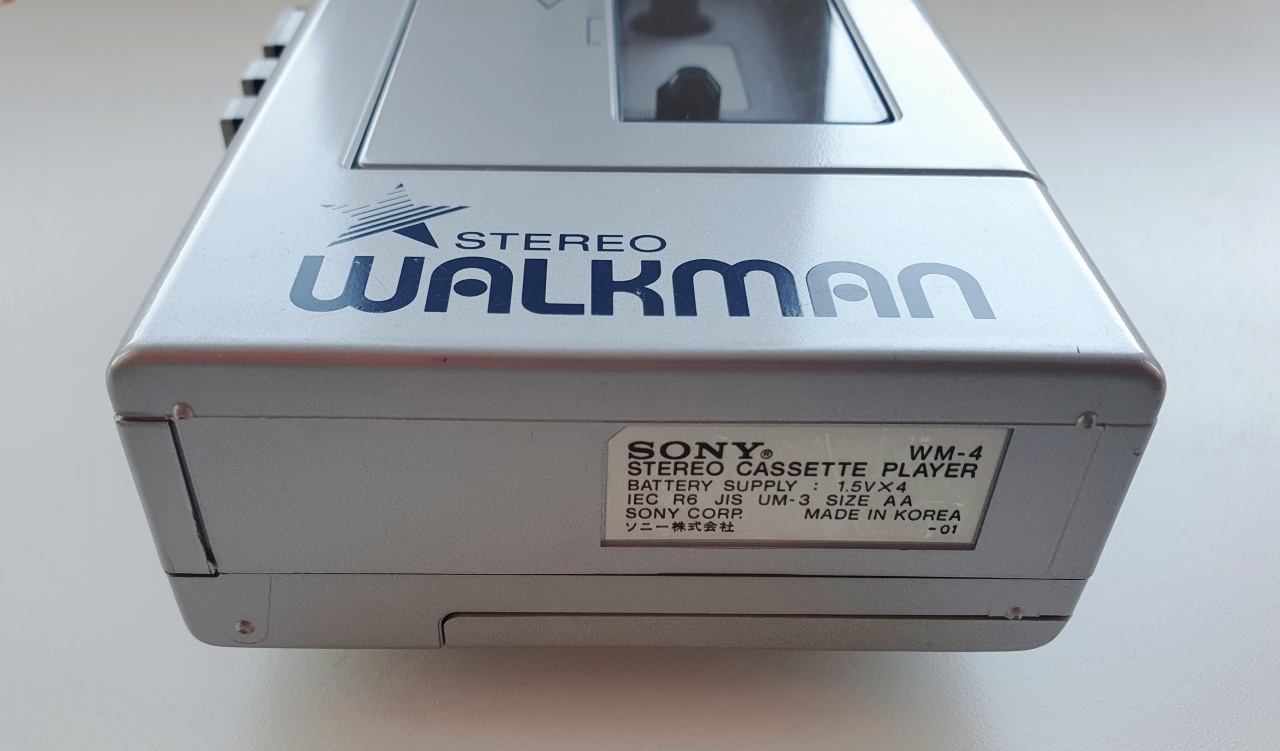 STEREO
WALKMAN
SONY® WM-4
STEREO CASSETTE PLAYER
BATTERY SUPPLY : 1.5V×4
IEC R6 JIS UM-3 SIZE AA
SONY CORP. MADE IN KOREA
ソニー株式会社 -01